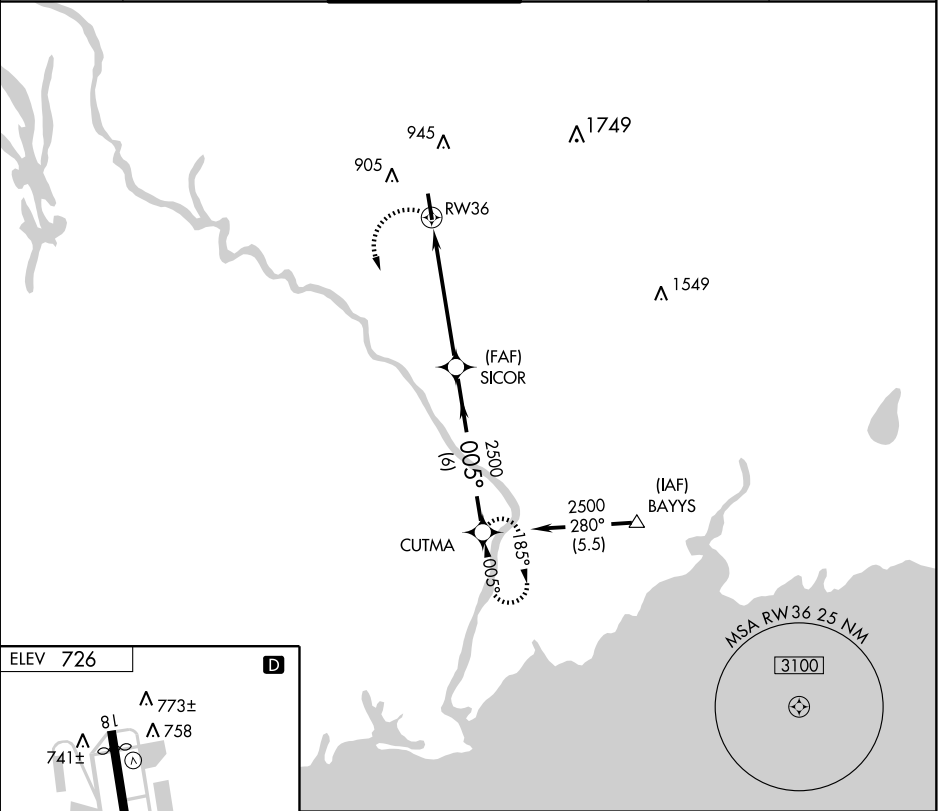 945
1749
905
RW36
1549
(FAF)
SICOR
2500
005°
(6)
(IAF)
BAYYS
2500
280°
(5.5)
CUTMA
185°
005°
MSA RW36 25 NM
3100
ELEV 726
D
773±
18
758
741±